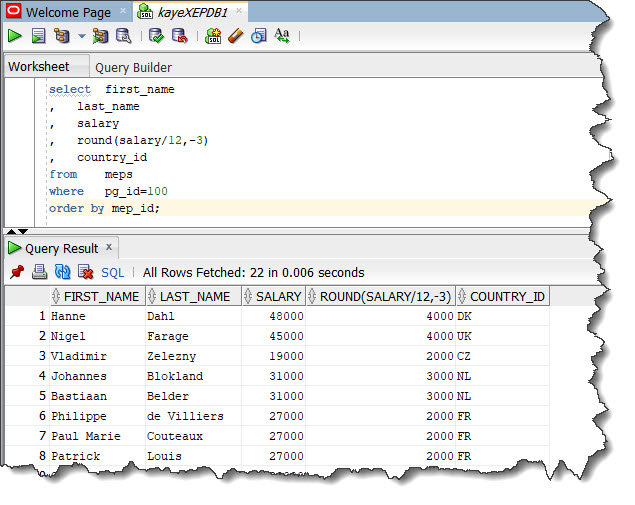 Welcome Page kayeXEPDB1
Worksheet Query Builder
select first_name
, last_name
, salary
, round(salary/12,-3)
, country_id
from meps
where pg_id=100
order by mep_id;
Query Result x
SQL All Rows Fetched: 22 in 0.006 seconds
FIRST_NAME LAST_NAME SALARY ROUND(SALARY/12,-3) COUNTRY_ID
1 Hanne Dahl 48000 4000 DK
2 Nigel Farage 45000 4000 UK
3 Vladimir Zelezny 19000 2000 CZ
4 Johannes Blokland 31000 3000 NL
5 Bastiaan Belder 31000 3000 NL
6 Philippe de Villiers 27000 2000 FR
7 Paul Marie Couteaux 27000 2000 FR
8 Patrick Louis 27000 2000 FR